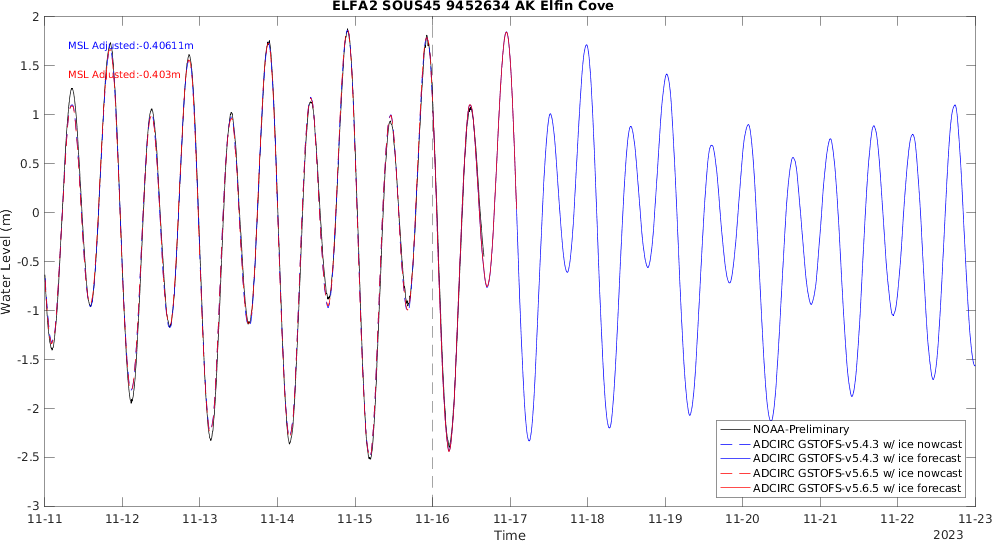 ELFA2 SOUS45 9452634 AK Elfin Cove
MSL Adjusted:-0.40611m
MSL Adjusted:-0.403m
Water Level (m)
2
1.5
1
0.5
0
-0.5
-1
-1.5
-2
-2.5
-3
NOAA-Preliminary
ADCIRC GSTOFS-v5.4.3 w/ ice nowcast
ADCIRC GSTOFS-v5.4.3 w/ ice forecast
ADCIRC GSTOFS-v5.6.5 w/ ice nowcast
ADCIRC GSTOFS-v5.6.5 w/ ice forecast
11-11 11-12 11-13 11-14 11-15 11-16 11-17 11-18 11-19 11-20 11-21 11-22 11-23
Time
2023